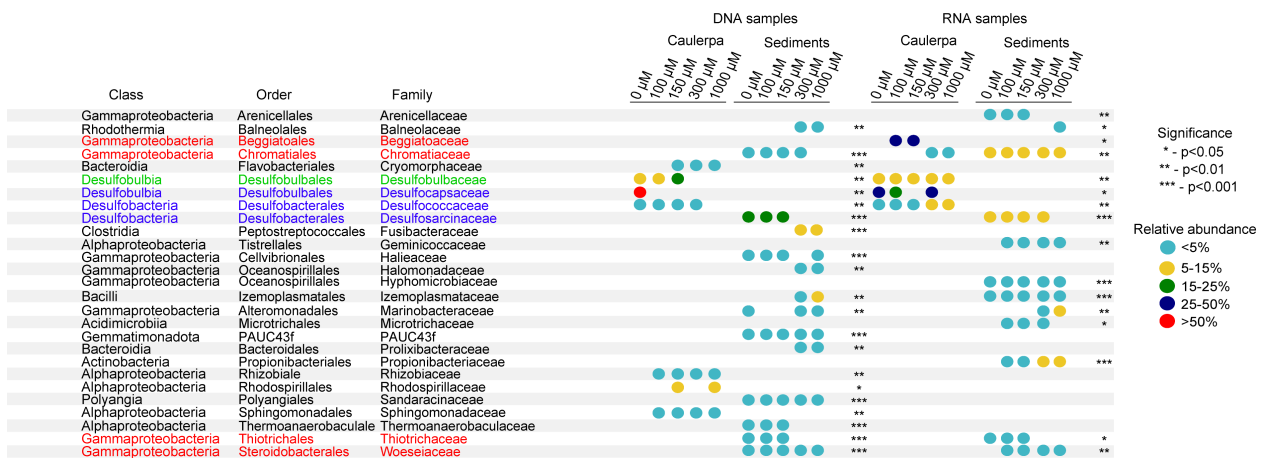 DNA samples RNA samples
Caulerpa Sediments Caulerpa Sediments
0 µM 100 µM 150 µM 300 µM 1000 µM 0 µM 100 µM 150 µM 300 µM 1000 µM 0 µM 100 µM 150 µM 300 µM 1000 µM 0 µM 100 µM 150 µM 300 µM 1000 µM
Class Order Family
Gammaproteobacteria Arenicellales Arenicellaceae **
Rhodothermia Balneolales Balneolaceae ** *
Gammaproteobacteria Beggiatoales Beggiatoaceae *
Gammaproteobacteria Chromatiales Chromatiaceae *** **
Bacteroidia Flavobacteriales Cryomorphaceae **
Desulfobulbia Desulfobulbales Desulfobulbaceae ** **
Desulfobulbia Desulfobulbales Desulfocapsaceae ** *
Desulfobacteria Desulfobacterales Desulfococcaceae ** **
Desulfobacteria Desulfobacterales Desulfosarcinaceae *** ***
Clostridia Peptostreptococcales Fusibacteraceae ***
Alphaproteobacteria Tistrellales Geminicoccaceae **
Gammaproteobacteria Cellvibrionales Halieaceae ***
Gammaproteobacteria Oceanospirillales Halomonadaceae **
Gammaproteobacteria Oceanospirillales Hyphomicrobiaceae ***
Bacilli Izemoplasmatales Izemoplasmataceae ** ***
Gammaproteobacteria Alteromonadales Marinobacteraceae ** **
Acidimicrobiia Microtrichales Microtrichaceae *
Gemmatimonadota PAUC43f PAUC43f ***
Bacteroidia Bacteroidales Prolixibacteraceae **
Actinobacteria Propionibacteriales Propionibacteriaceae ***
Alphaproteobacteria Rhizobiale Rhizobiaceae **
Alphaproteobacteria Rhodospirillales Rhodospirillaceae *
Polyangia Polyangiales Sandaracinaceae ***
Alphaproteobacteria Sphingomonadales Sphingomonadaceae **
Alphaproteobacteria Thermoanaerobaculale Thermoanaerobaculaceae ***
Gammaproteobacteria Thiotrichales Thiotrichaceae *** *
Gammaproteobacteria Steroidobacterales Woeseiaceae *** **
Significance
* - p<0.05
** - p<0.01
*** - p<0.001
Relative abundance
<5%
5-15%
15-25%
25-50%
>50%